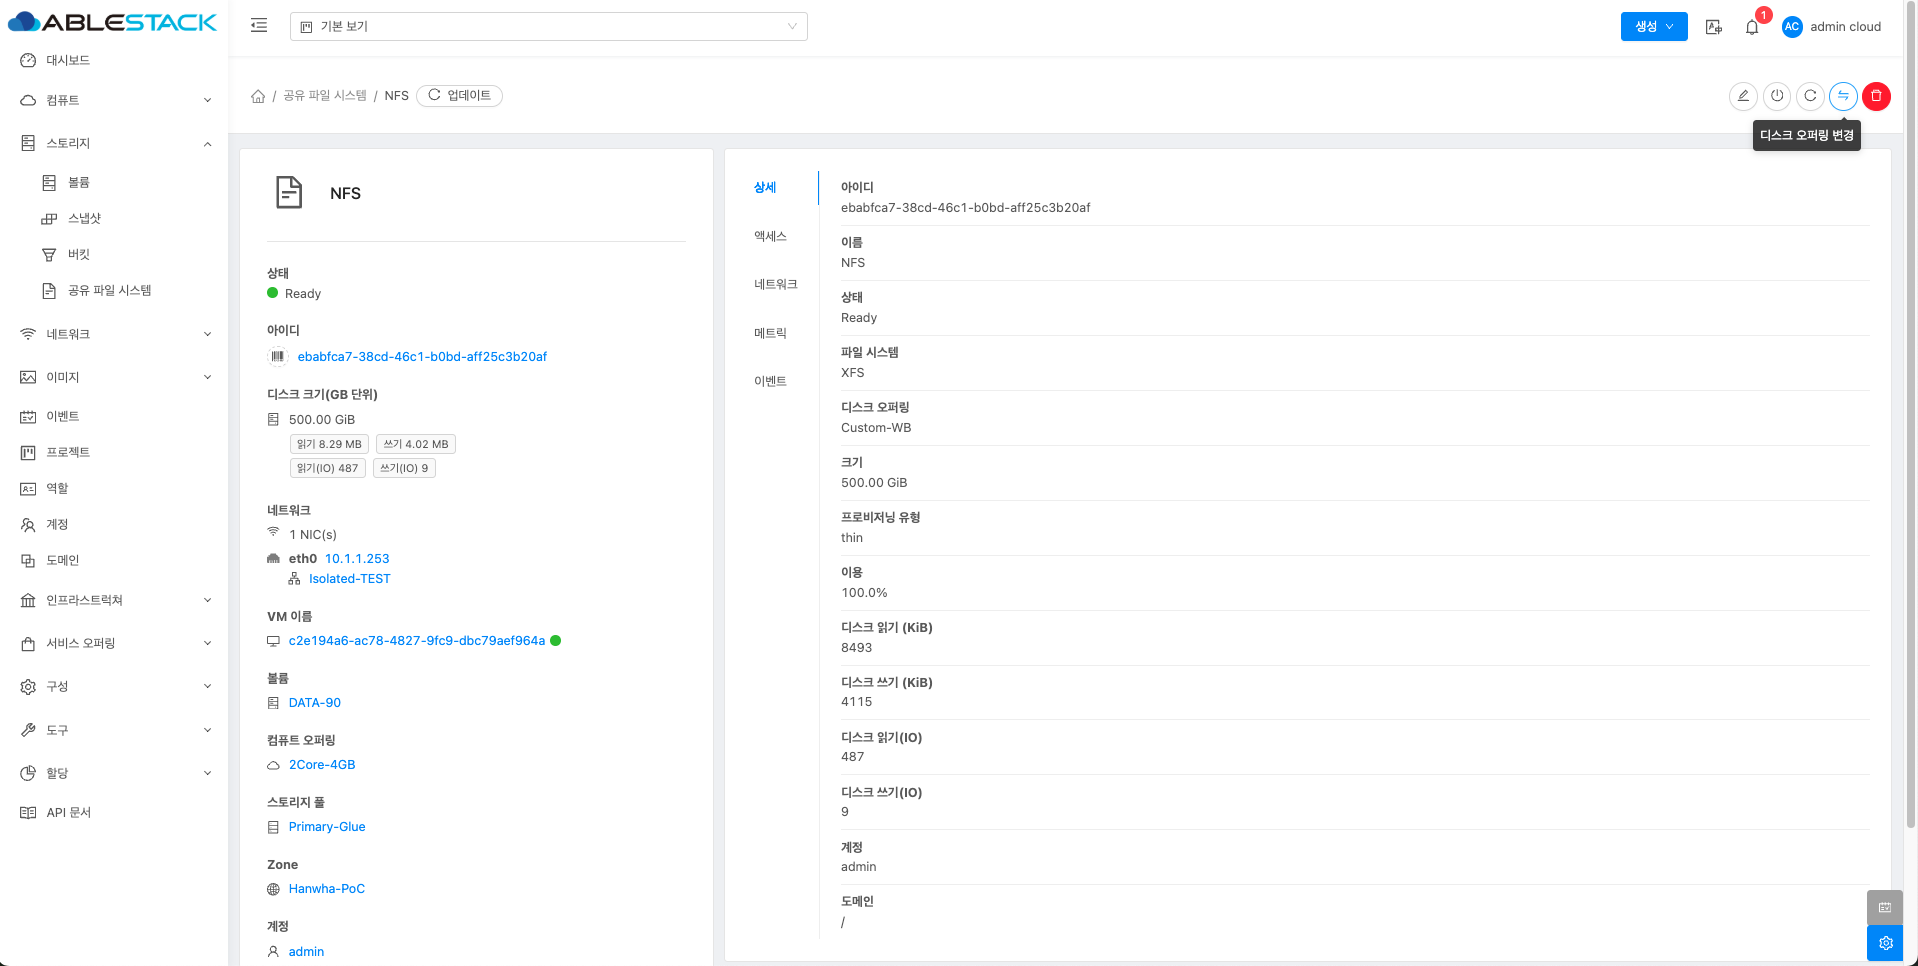 ABLESTACK
기본 보기
생성
1
AC
admin cloud
대시보드
컴퓨트
스토리지
볼륨
스냅샷
버킷
공유 파일 시스템
네트워크
이미지
이벤트
프로젝트
역할
계정
도메인
인프라스트럭쳐
서비스 오퍼링
구성
도구
할당
API 문서
/ 공유 파일 시스템 / NFS 업데이트
디스크 오퍼링 변경
NFS
상태
Ready
아이디
ebabfca7-38cd-46c1-b0bd-aff25c3b20af
디스크 크기(GB 단위)
500.00 GiB
읽기 8.29 MB 쓰기 4.02 MB
읽기(IO) 487 쓰기(IO) 9
네트워크
1 NIC(s)
eth0 10.1.1.253
Isolated-TEST
VM 이름
c2e194a6-ac78-4827-9fc9-dbc79aef964a
볼륨
DATA-90
컴퓨트 오퍼링
2Core-4GB
스토리지 풀
Primary-Glue
Zone
Hanwha-PoC
계정
admin
상세
액세스
네트워크
메트릭
이벤트
아이디
ebabfca7-38cd-46c1-b0bd-aff25c3b20af
이름
NFS
상태
Ready
파일 시스템
XFS
디스크 오퍼링
Custom-WB
크기
500.00 GiB
프로비저닝 유형
thin
이용
100.0%
디스크 읽기 (KiB)
8493
디스크 쓰기 (KiB)
4115
디스크 읽기(IO)
487
디스크 쓰기(IO)
9
계정
admin
도메인
/